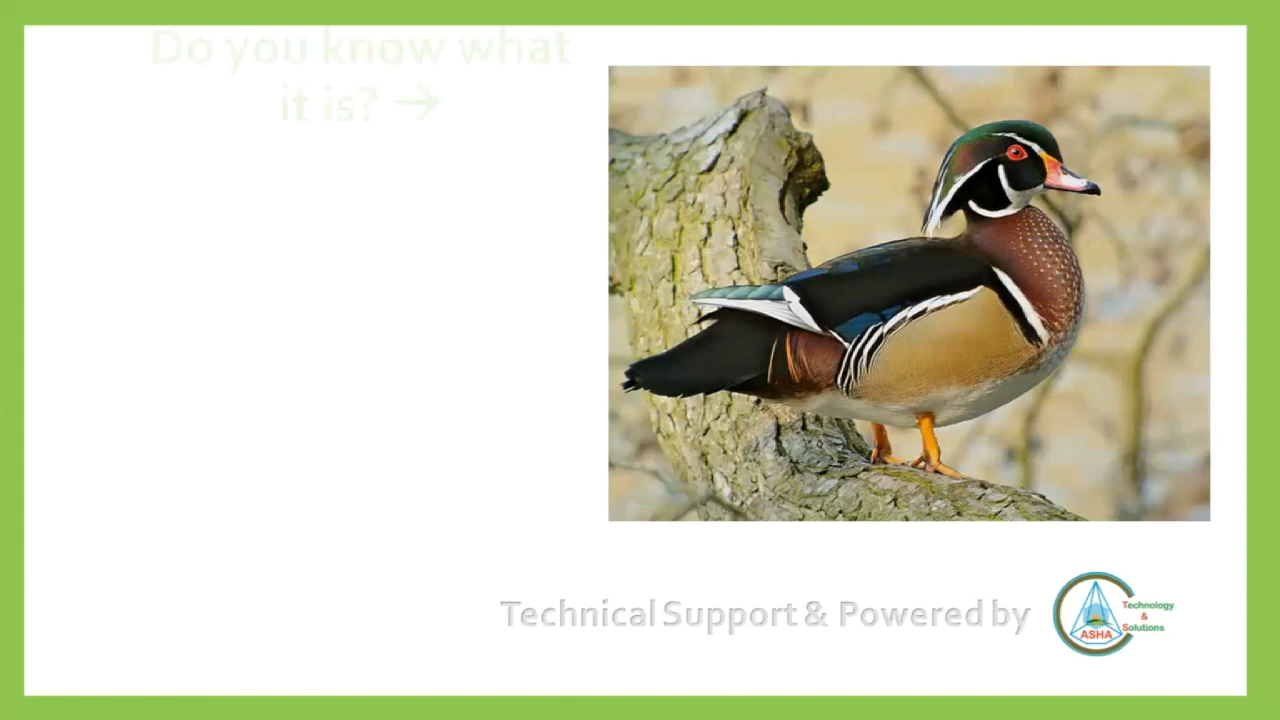 Do you know what
it is? →
Technical Support & Powered by
ASHA
Technology
&
Solutions